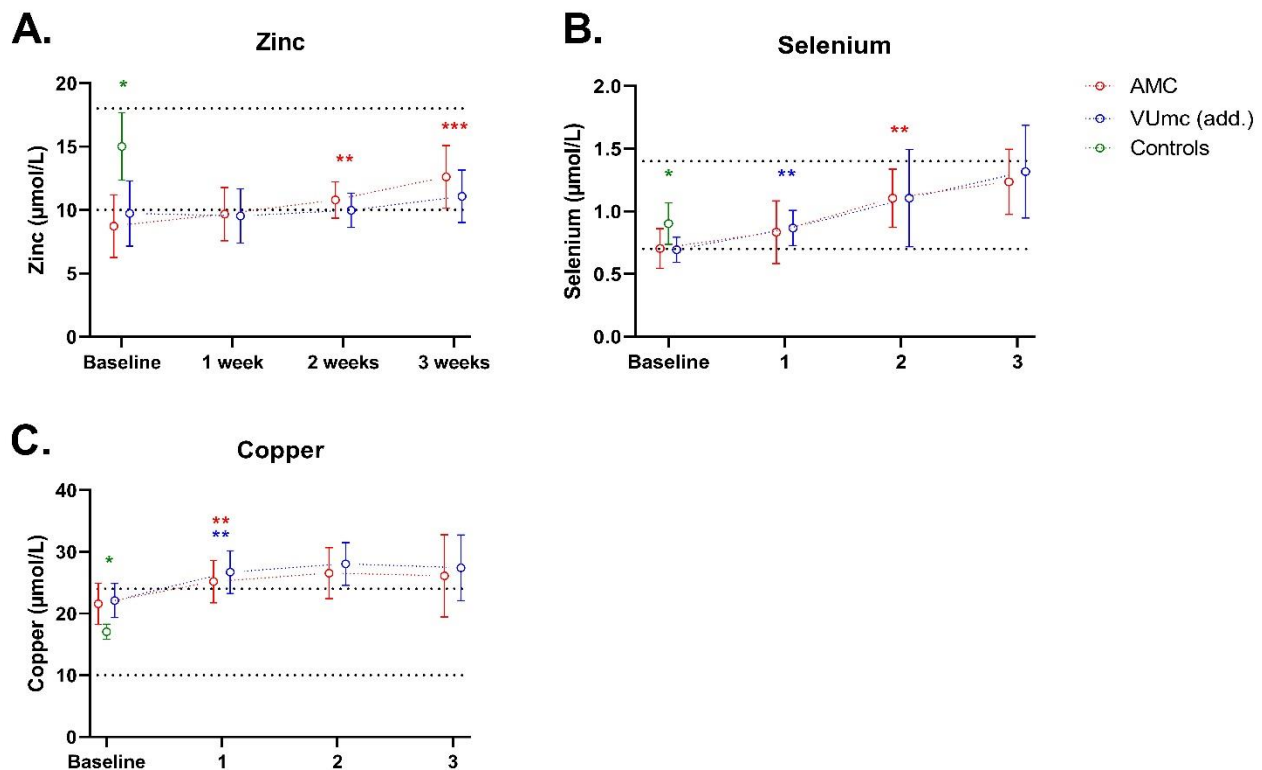 A.
Zinc
Zinc (µmol/L)
20
15
10
5
0
*
**
***
Baseline 1 week 2 weeks 3 weeks
B.
Selenium
Selenium (µmol/L)
2.0
1.5
1.0
0.5
0.0
*
**
**
Baseline 1 2 3
AMC
VUmc (add.)
Controls
C.
Copper
Copper (µmol/L)
40
30
20
10
0
*
**
**
Baseline 1 2 3